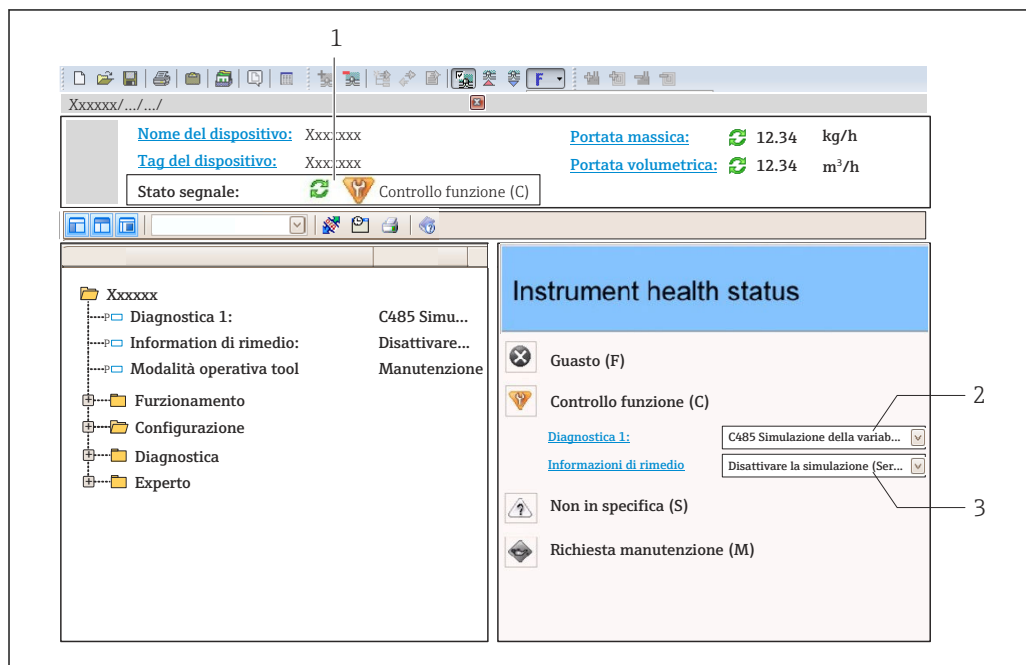 1
F
Xxxxxx/.../.../
Nome del dispositivo: Xxxxxxx
Portata massica: 12.34 kg/h
Tag del dispositivo: Xxxxxxx
Portata volumetrica: 12.34 m³/h
Stato segnale: Controllo funzione (C)
Xxxxxx
P Diagnostica 1: C485 Simu...
P Information di rimedio: Disattivare...
P Modalità operativa tool Manutenzione
Furzionamento
Configurazione
Diagnostica
Experto
Instrument health status
Guasto (F)
Controllo funzione (C)
2
Diagnostica 1: C485 Simulazione della variab...
Informazioni di rimedio Disattivare la simulazione (Ser...
Non in specifica (S)
3
Richiesta manutenzione (M)